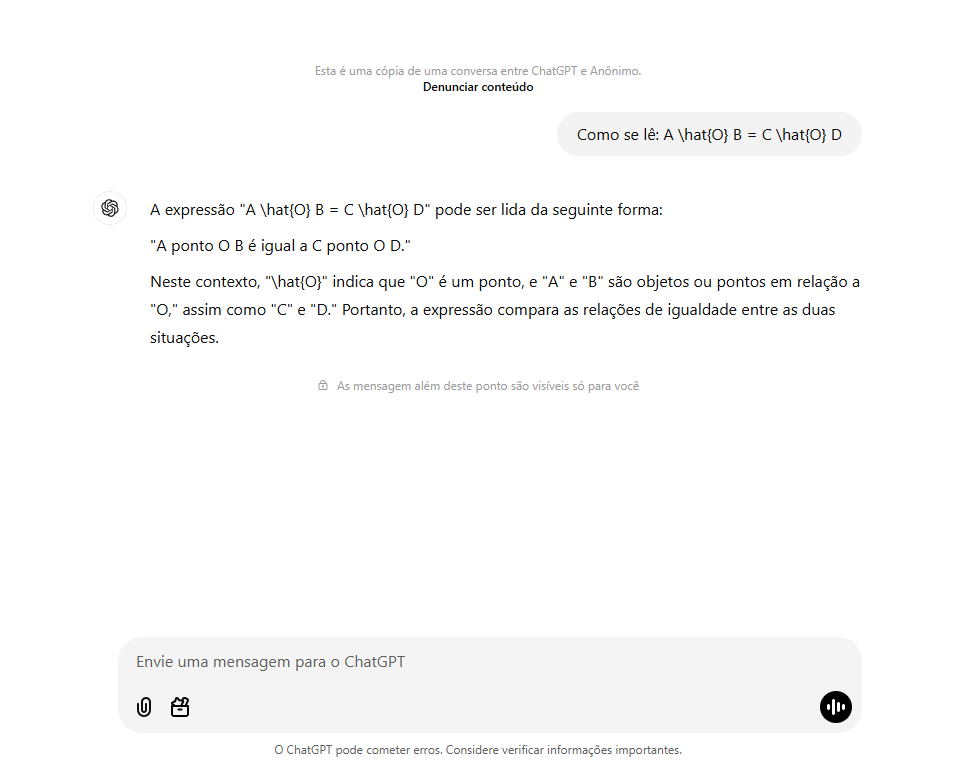 Esta é uma cópia de uma conversa entre ChatGPT e Anônimo.
Denunciar conteúdo
Como se lê: A \hat{O} B = C \hat{O} D
A expressão "A \hat{O} B = C \hat{O} D" pode ser lida da seguinte forma:
"A ponto O B é igual a C ponto O D."
Neste contexto, "\hat{O}" indica que "O" é um ponto, e "A" e "B" são objetos ou pontos em relação a
"O," assim como "C" e "D." Portanto, a expressão compara as relações de igualdade entre as duas
situações.
As mensagem além deste ponto são visíveis só para você
Envie uma mensagem para o ChatGPT
O ChatGPT pode cometer erros. Considere verificar informações importantes.